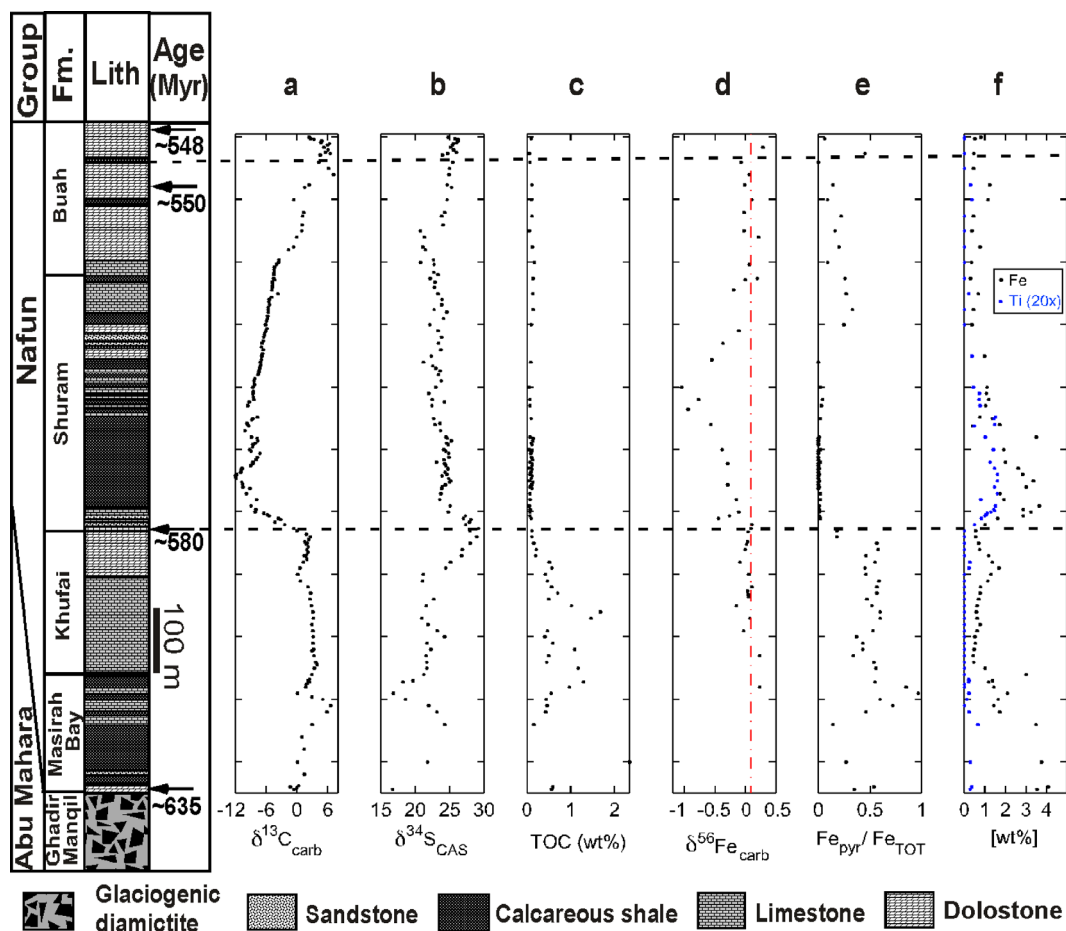 Group
Fm.
Lith
Age
(Myr)
a
b
c
d
e
f
Nafun
Abu Mahara
Buah
Shuram
Khufai
Masirah
Bay
Ghadir
Manqil
~548
~550
~580
~635
100 m
Fe
Ti (20x)
-12 -6 0 6
15 20 25 30
0 1 2
-1 -0.5 0 0.5
0 0.5 1
0 1 2 3 4
δ13Ccarb
δ34SCAS
TOC (wt%)
δ56Fecarb
Fepyr/ FeTOT
[wt%]
Glaciogenic
diamictite
Sandstone
Calcareous shale
Limestone
Dolostone